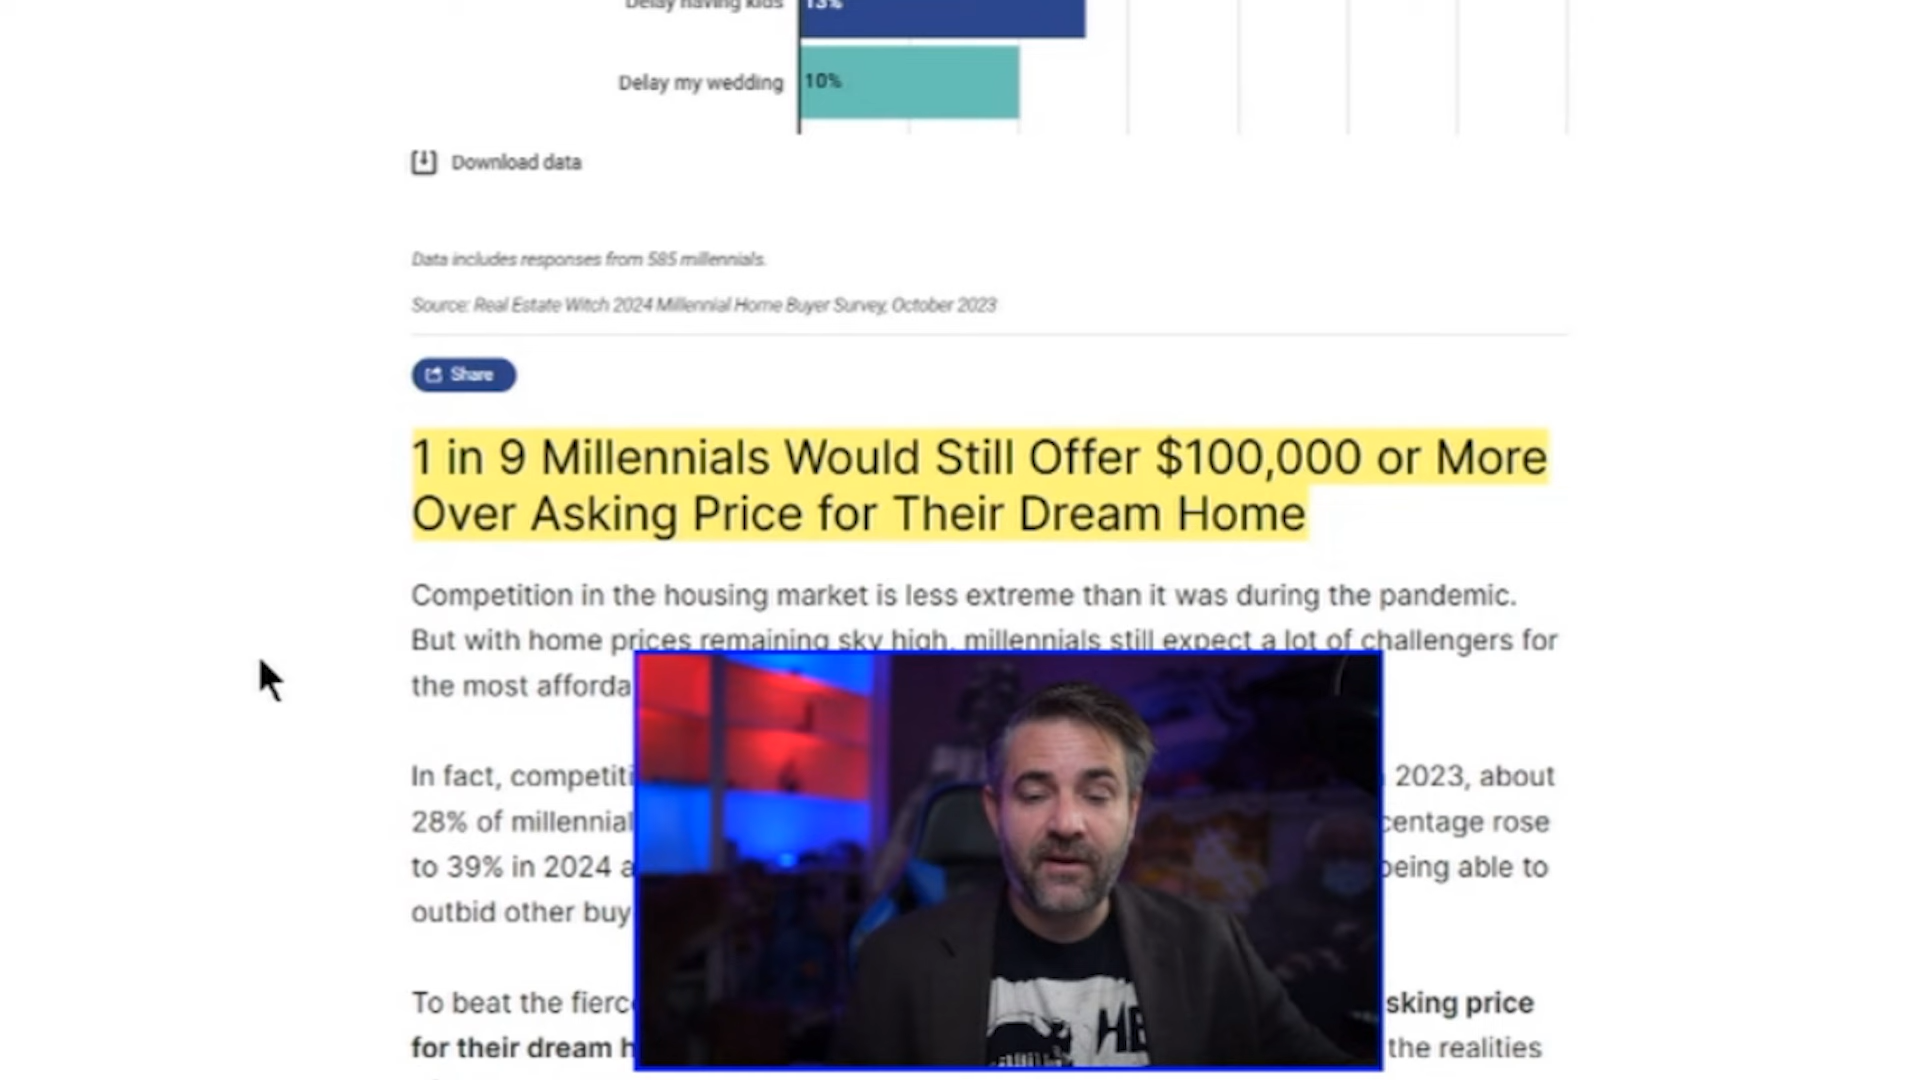 Delay having kids 13%
Delay my wedding 10%
Download data
Data includes responses from 585 millennials.
Source: Real Estate Witch 2024 Millennial Home Buyer Survey, October 2023
Share
1 in 9 Millennials Would Still Offer $100,000 or More
Over Asking Price for Their Dream Home
Competition in the housing market is less extreme than it was during the pandemic.
But with home prices remaining sky high, millennials still expect a lot of challengers for
the most afforda
In fact, competiti 2023, about
28% of millennial centage rose
to 39% in 2024 a being able to
outbid other buy
To beat the fierc sking price
for their dream h the realities
HE